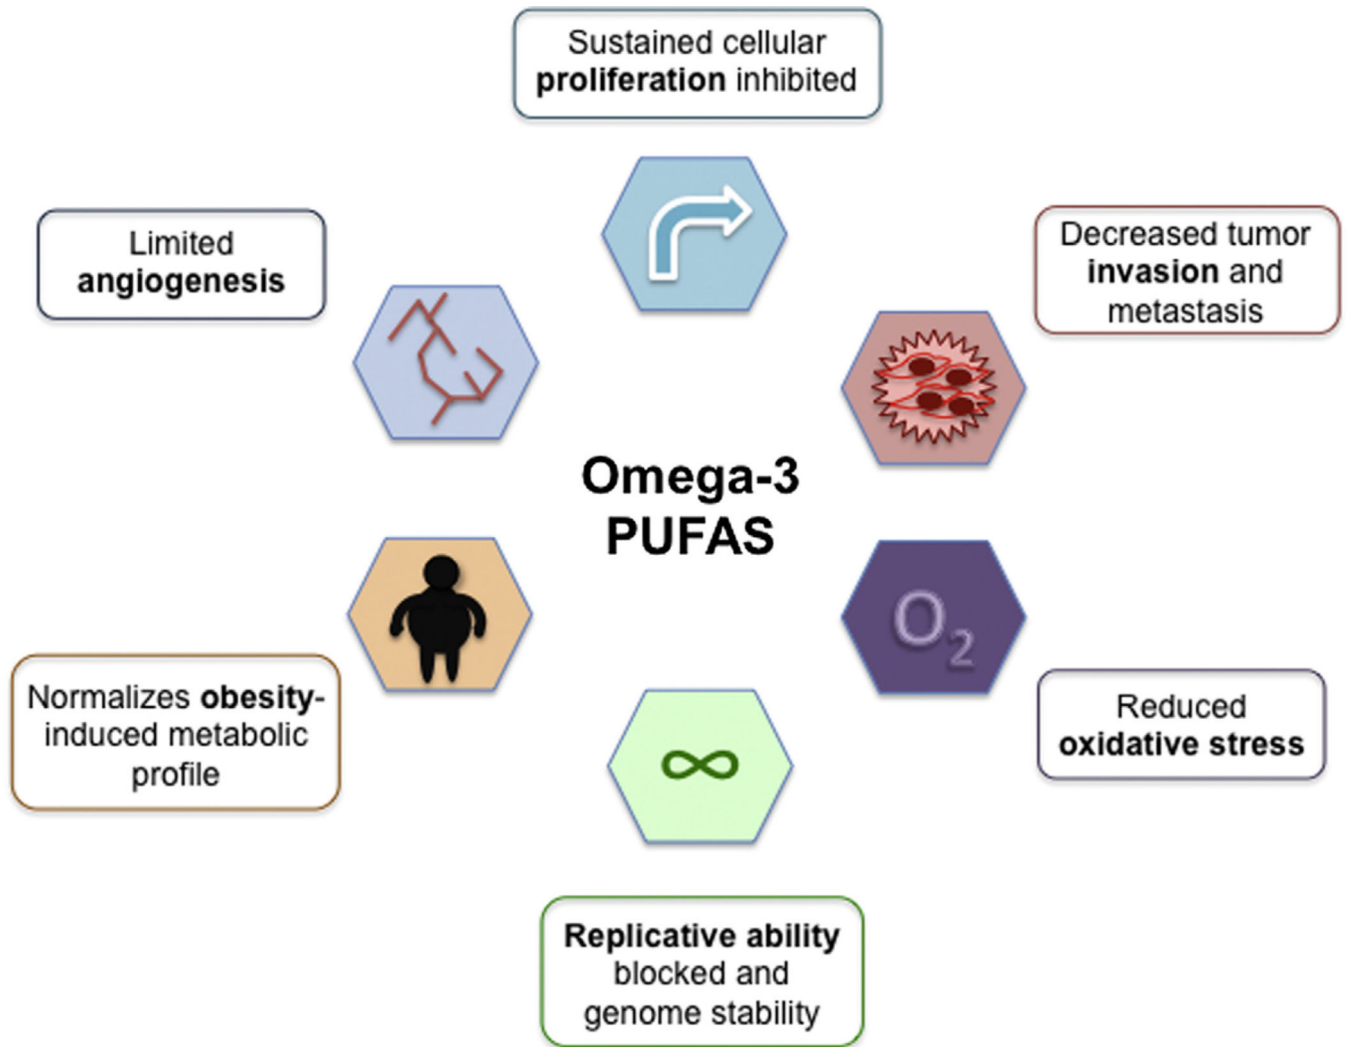 Sustained cellular
proliferation inhibited
Limited
angiogenesis
Decreased tumor
invasion and
metastasis
Omega-3
PUFAS
O2
Normalizes obesity-
induced metabolic
profile
Reduced
oxidative stress
∞
Replicative ability
blocked and
genome stability